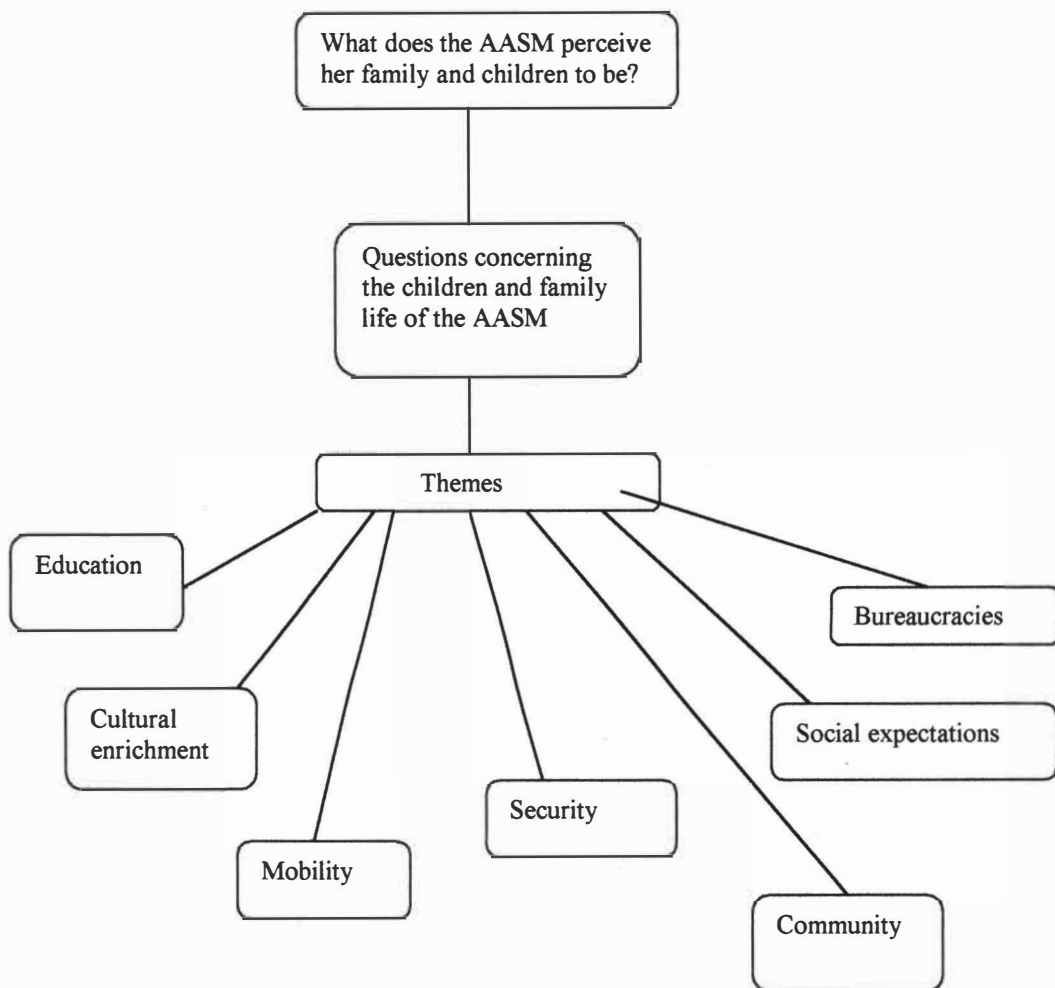 What does the AASM perceive
her family and children to be?
Questions concerning
the children and family
life of the AASM
Themes
Education
Bureaucracies
Cultural
enrichment
Social expectations
Security
Mobility
Community